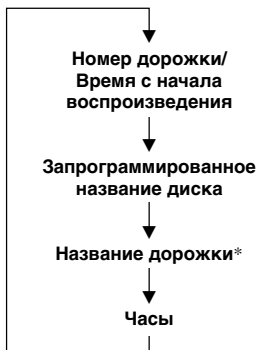 Номер дорожки/
Время с начала
воспроизведения
Запрограммированное
название диска
Название дорожки*
Часы